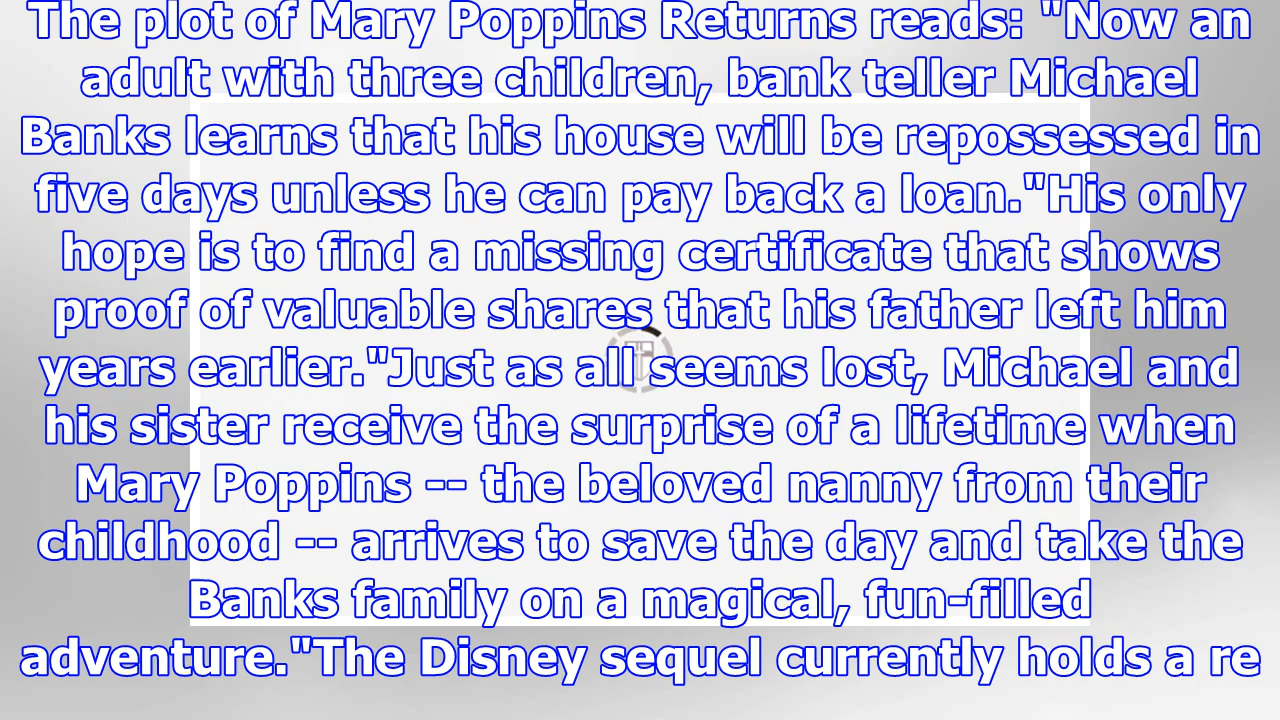 The plot of Mary Poppins Returns reads: "Now an
adult with three children, bank teller Michael
Banks learns that his house will be repossessed in
five days unless he can pay back a loan."His only
hope is to find a missing certificate that shows
proof of valuable shares that his father left him
years earlier."Just as all seems lost, Michael and
his sister receive the surprise of a lifetime when
Mary Poppins -- the beloved nanny from their
childhood -- arrives to save the day and take the
Banks family on a magical, fun-filled
adventure."The Disney sequel currently holds a re